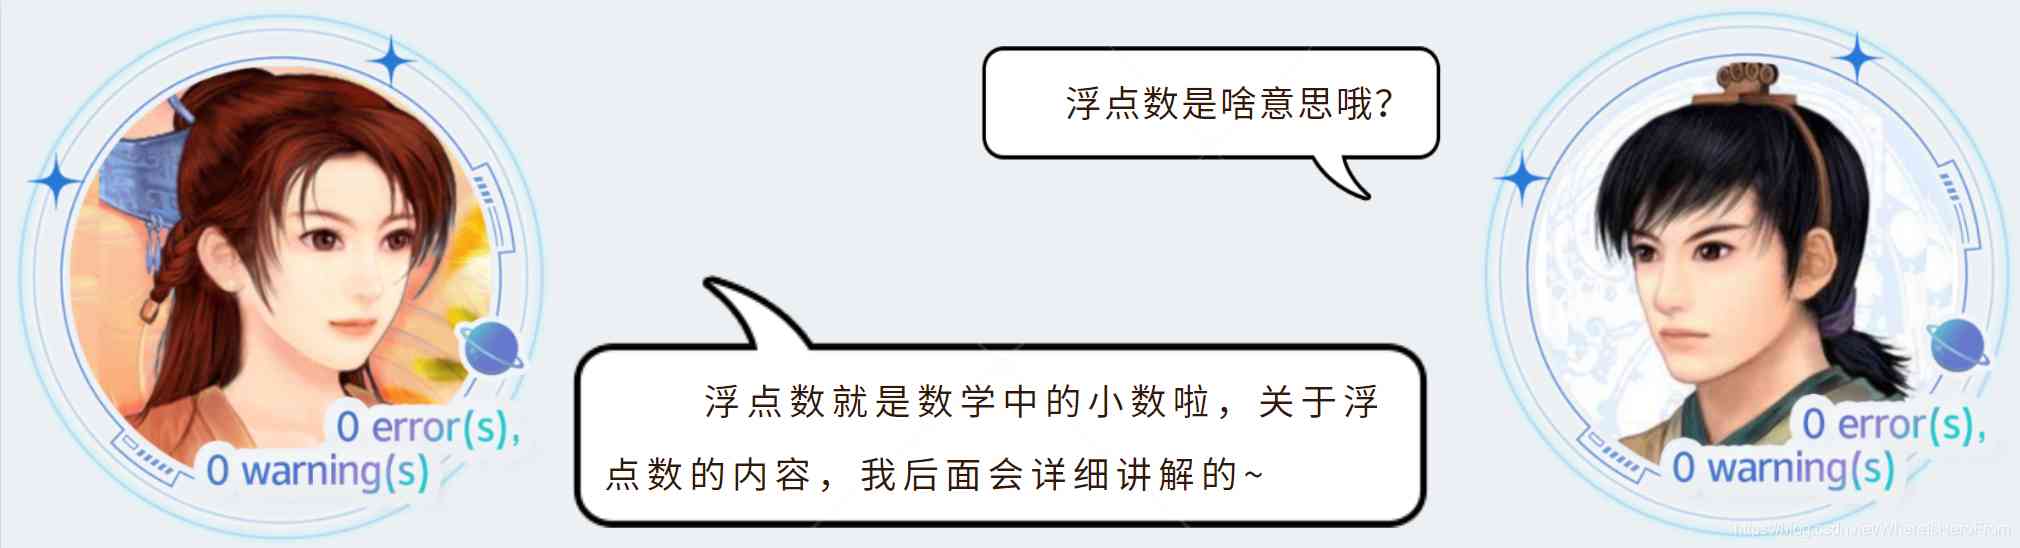 浮点数是啥意思哦？
浮点数就是数学中的小数啦，关于浮
点数的内容，我后面会详细讲解的~
0 error(s),
0 warning(s)
0 error(s),
0 warning(s)
https://blog.csdn.net/WhereIsHeroFrom